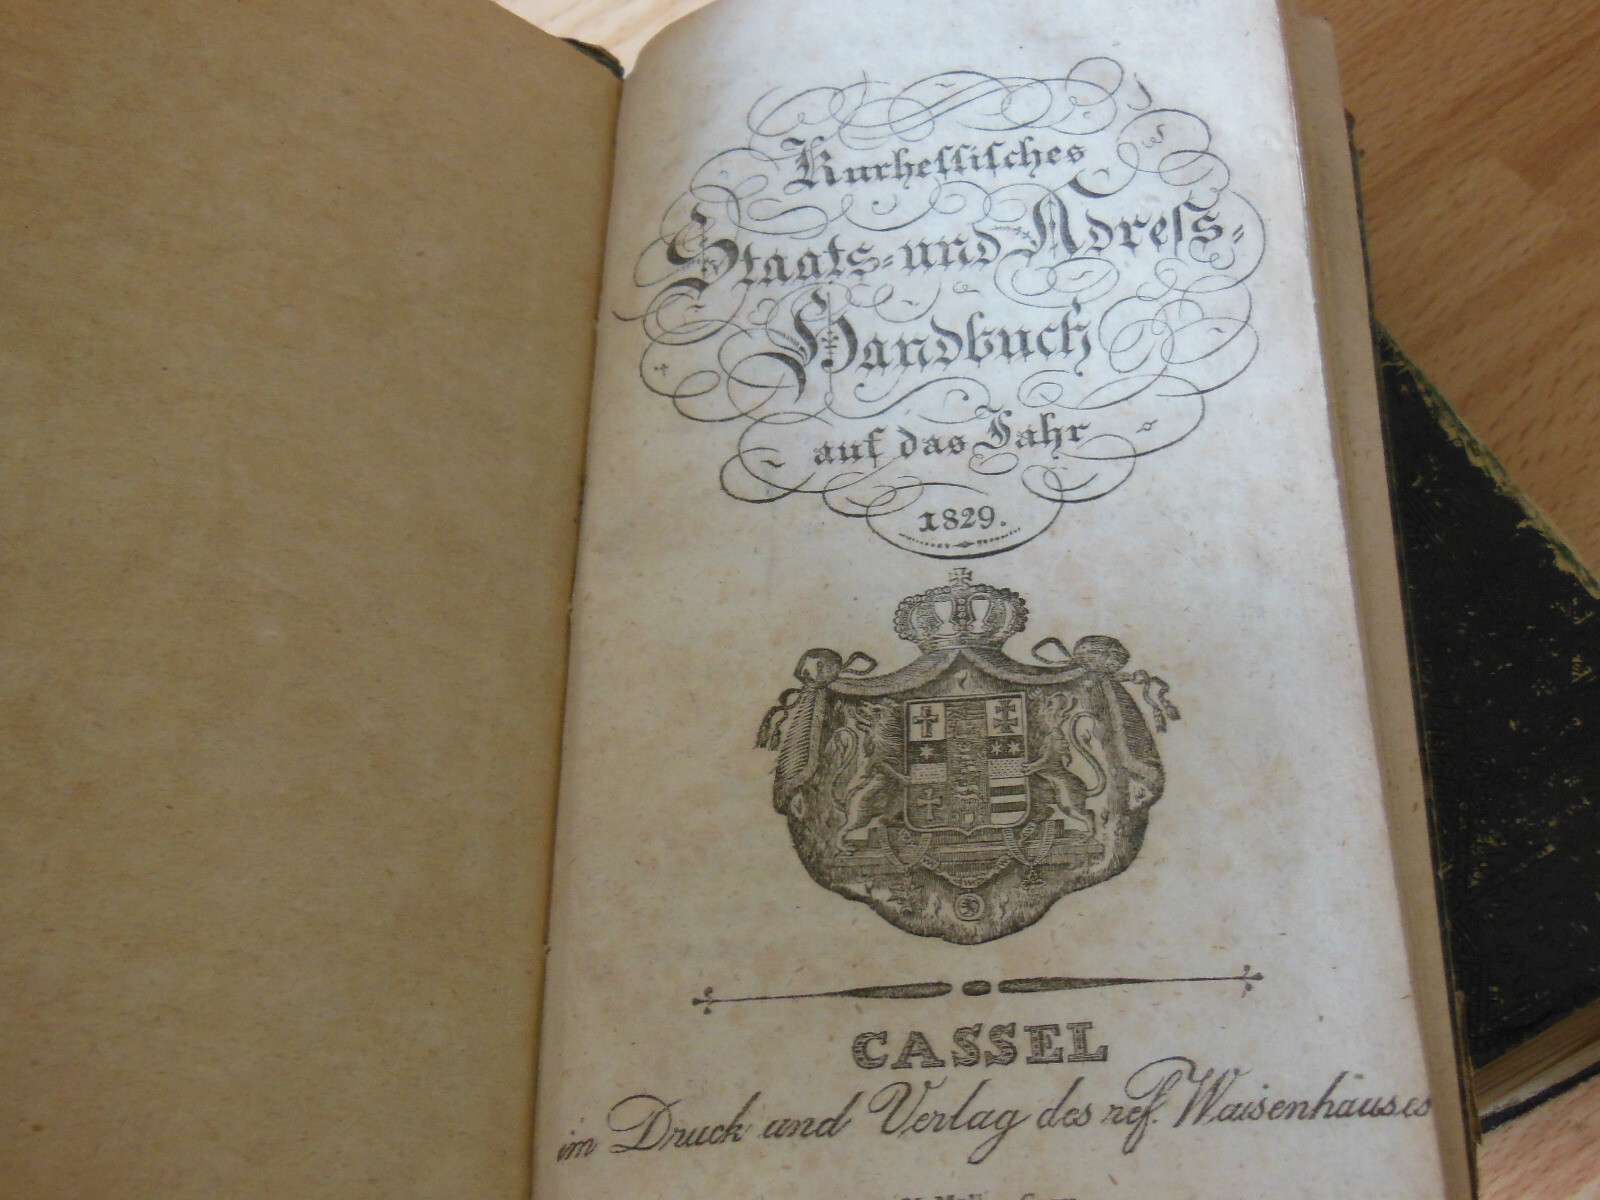 Kurheſſiſches
Staats- und Adreſs-
Handbuch
auf das Jahr
1829.
CASSEL
im Druck und Verlag des ref. Waisenhauses